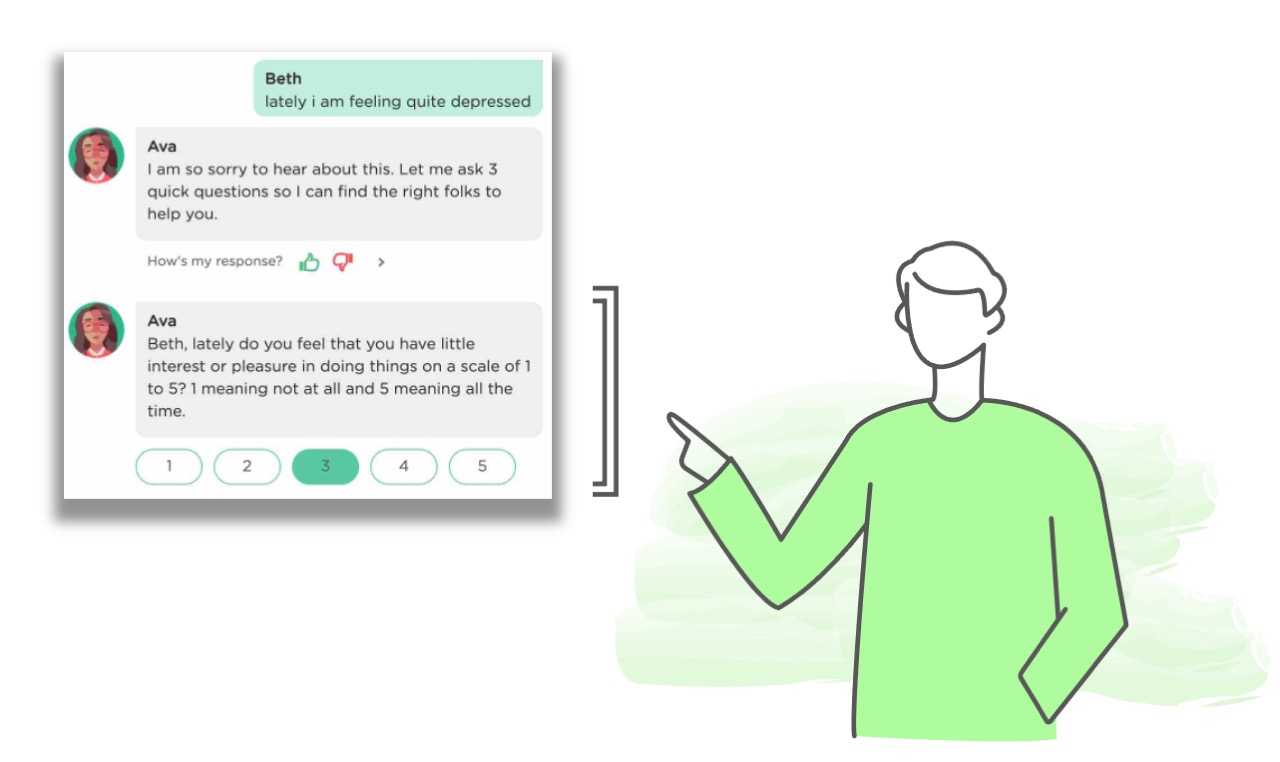 Beth
lately i am feeling quite depressed
Ava
I am so sorry to hear about this. Let me ask 3
quick questions so I can find the right folks to
help you.
How's my response?
Ava
Beth, lately do you feel that you have little
interest or pleasure in doing things on a scale of 1
to 5? 1 meaning not at all and 5 meaning all the
time.
1 2 3 4 5